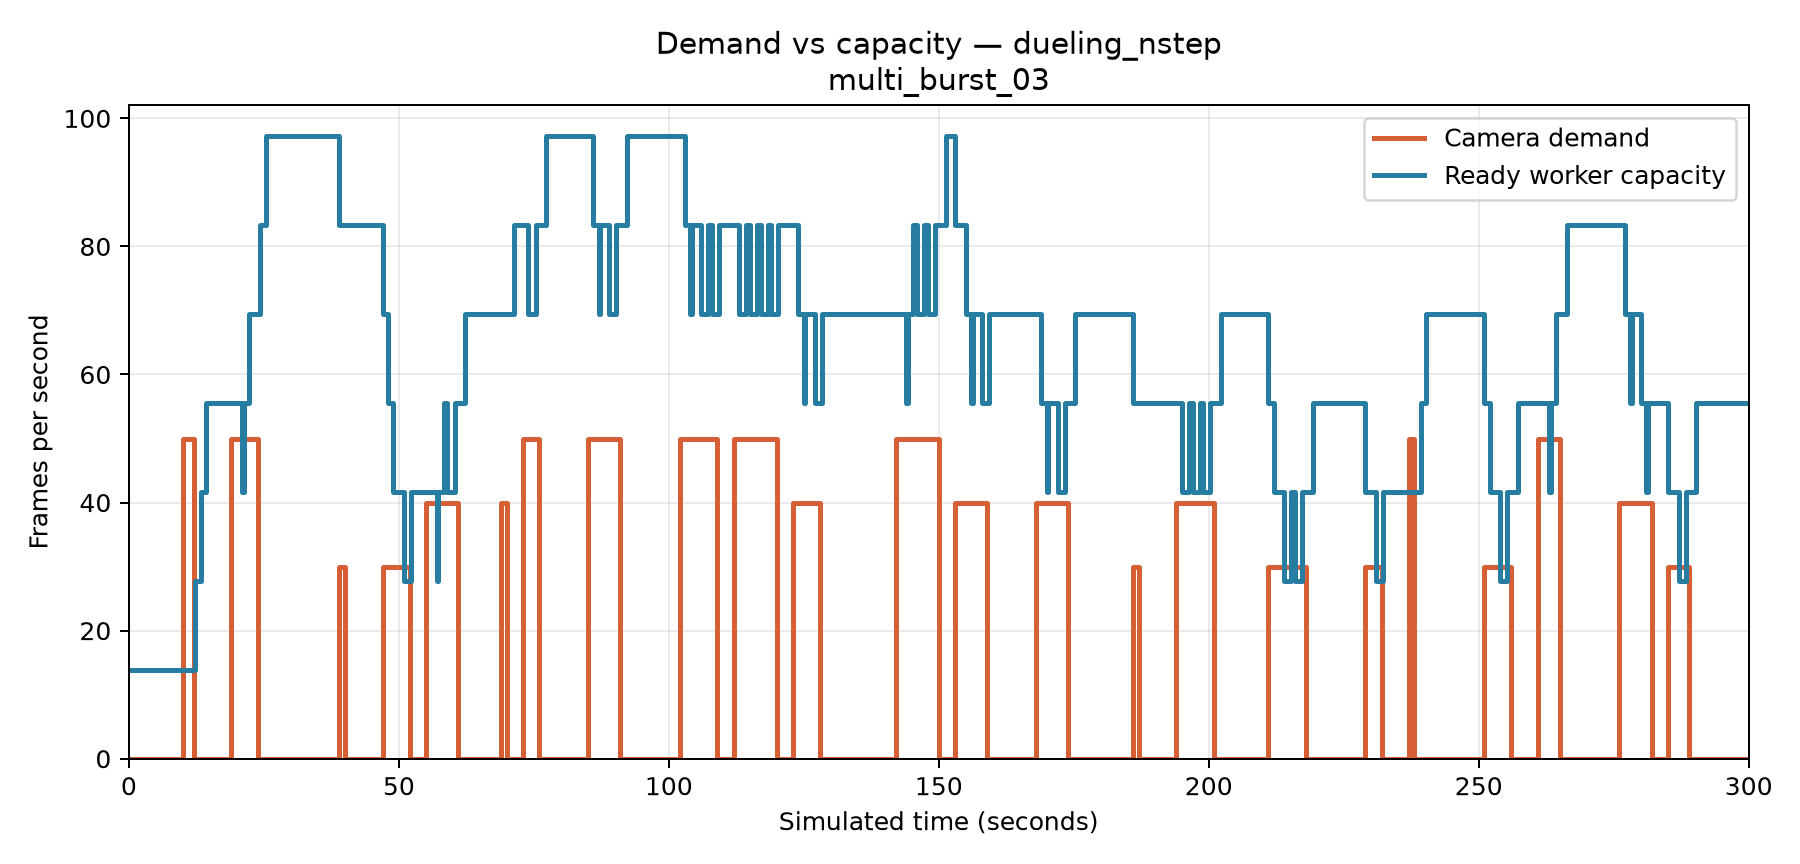 Demand vs capacity — dueling_nstep
multi_burst_03
Frames per second
100
80
60
40
20
0
Camera demand
Ready worker capacity
0 50 100 150 200 250 300
Simulated time (seconds)